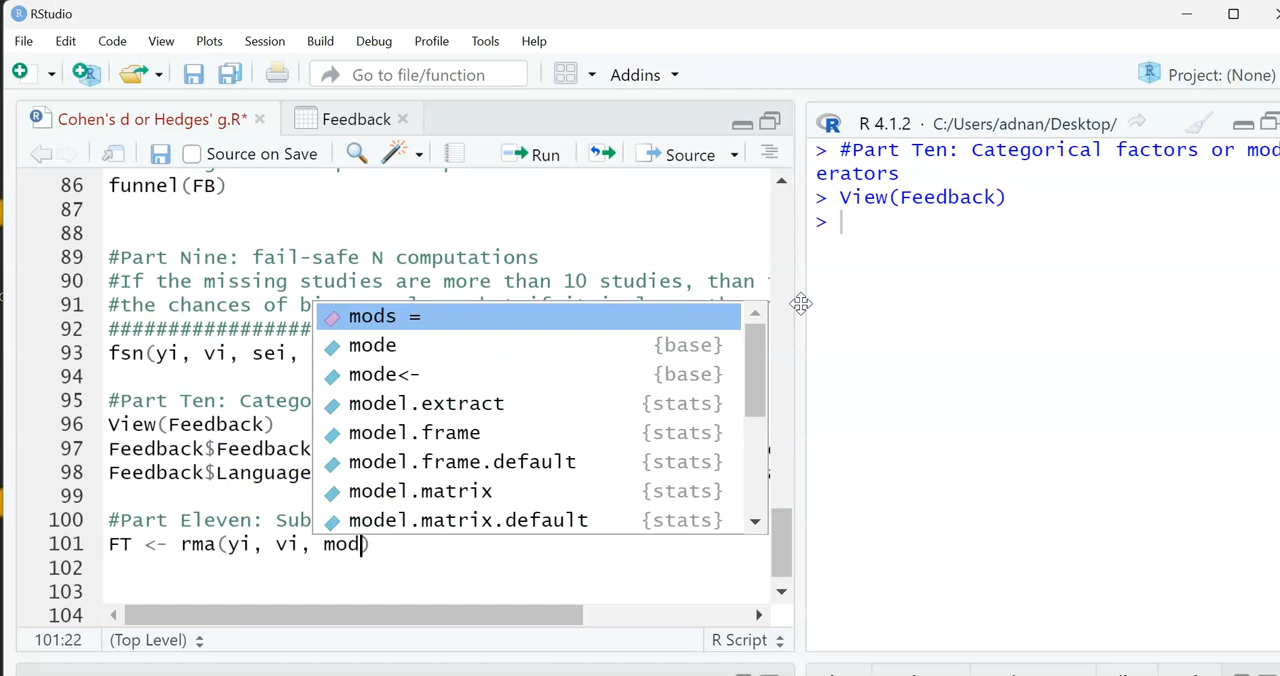 RStudio
File Edit Code View Plots Session Build Debug Profile Tools Help
Go to file/function Addins Project: (None)
Cohen's d or Hedges' g.R* Feedback
Source on Save Run Source
86 funnel(FB)
87
88
89 #Part Nine: fail-safe N computations
90 #If the missing studies are more than 10 studies, than
91 #the chances of
92 #################
93 fsn(yi, vi, sei,
94
95 #Part Ten: Catego
96 View(Feedback)
97 Feedback$Feedback
98 Feedback$Language
99
100 #Part Eleven: Sub
101 FT <- rma(yi, vi, mod)
102
103
104
mods =
mode {base}
mode<- {base}
model.extract {stats}
model.frame {stats}
model.frame.default {stats}
model.matrix {stats}
model.matrix.default {stats}
101:22 (Top Level) R Script
R 4.1.2 · C:/Users/adnan/Desktop/
> #Part Ten: Categorical factors or mod
erators
> View(Feedback)
>